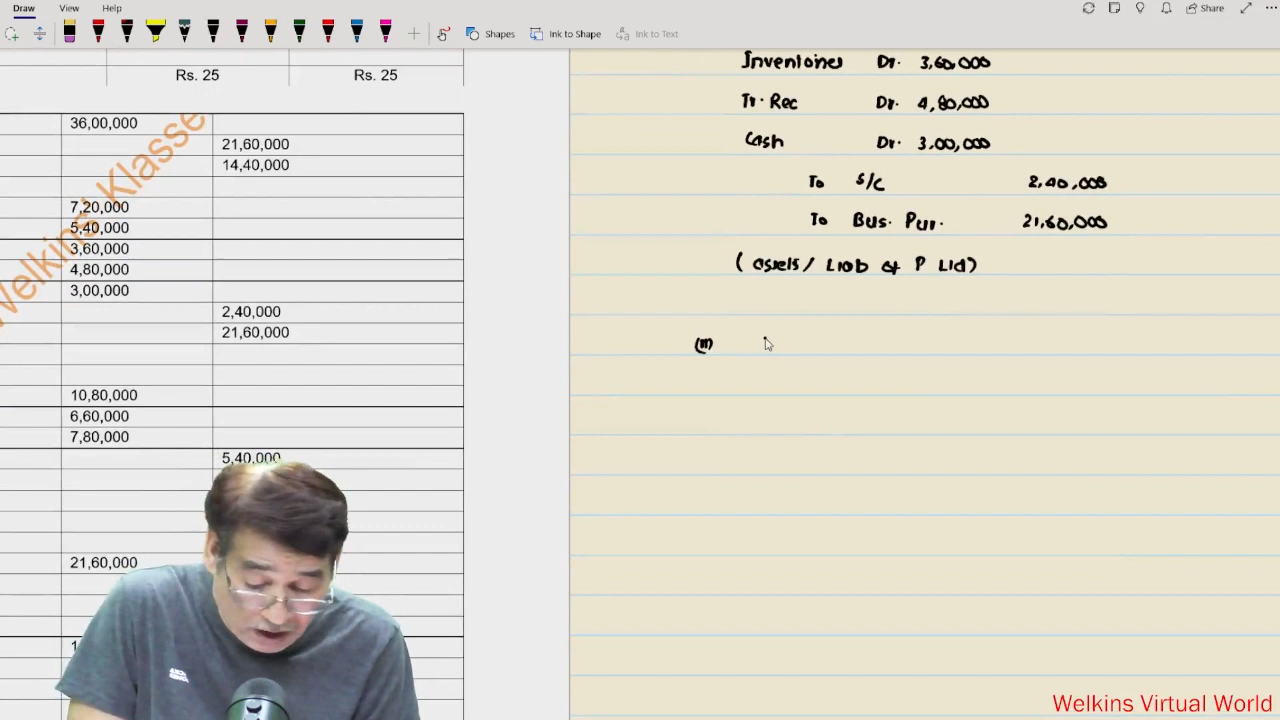 Draw View Help
Share
Shapes Ink to Shape Ink to Text
Rs. 25 Rs. 25
36,00,000
21,60,000
14,40,000
7,20,000
5,40,000
3,60,000
4,80,000
3,00,000
2,40,000
21,60,000
10,80,000
6,60,000
7,80,000
5,40,000
21,60,000
1
Welkins' Klasse
Inventories Dr. 3,60,000
Tr. Rec Dr. 4,80,000
Cash Dr. 3,00,000
To S/C 2,40,000
To Bus. Pur. 21,60,000
( assets / Liab of P Ltd)
(m
Welkins Virtual World